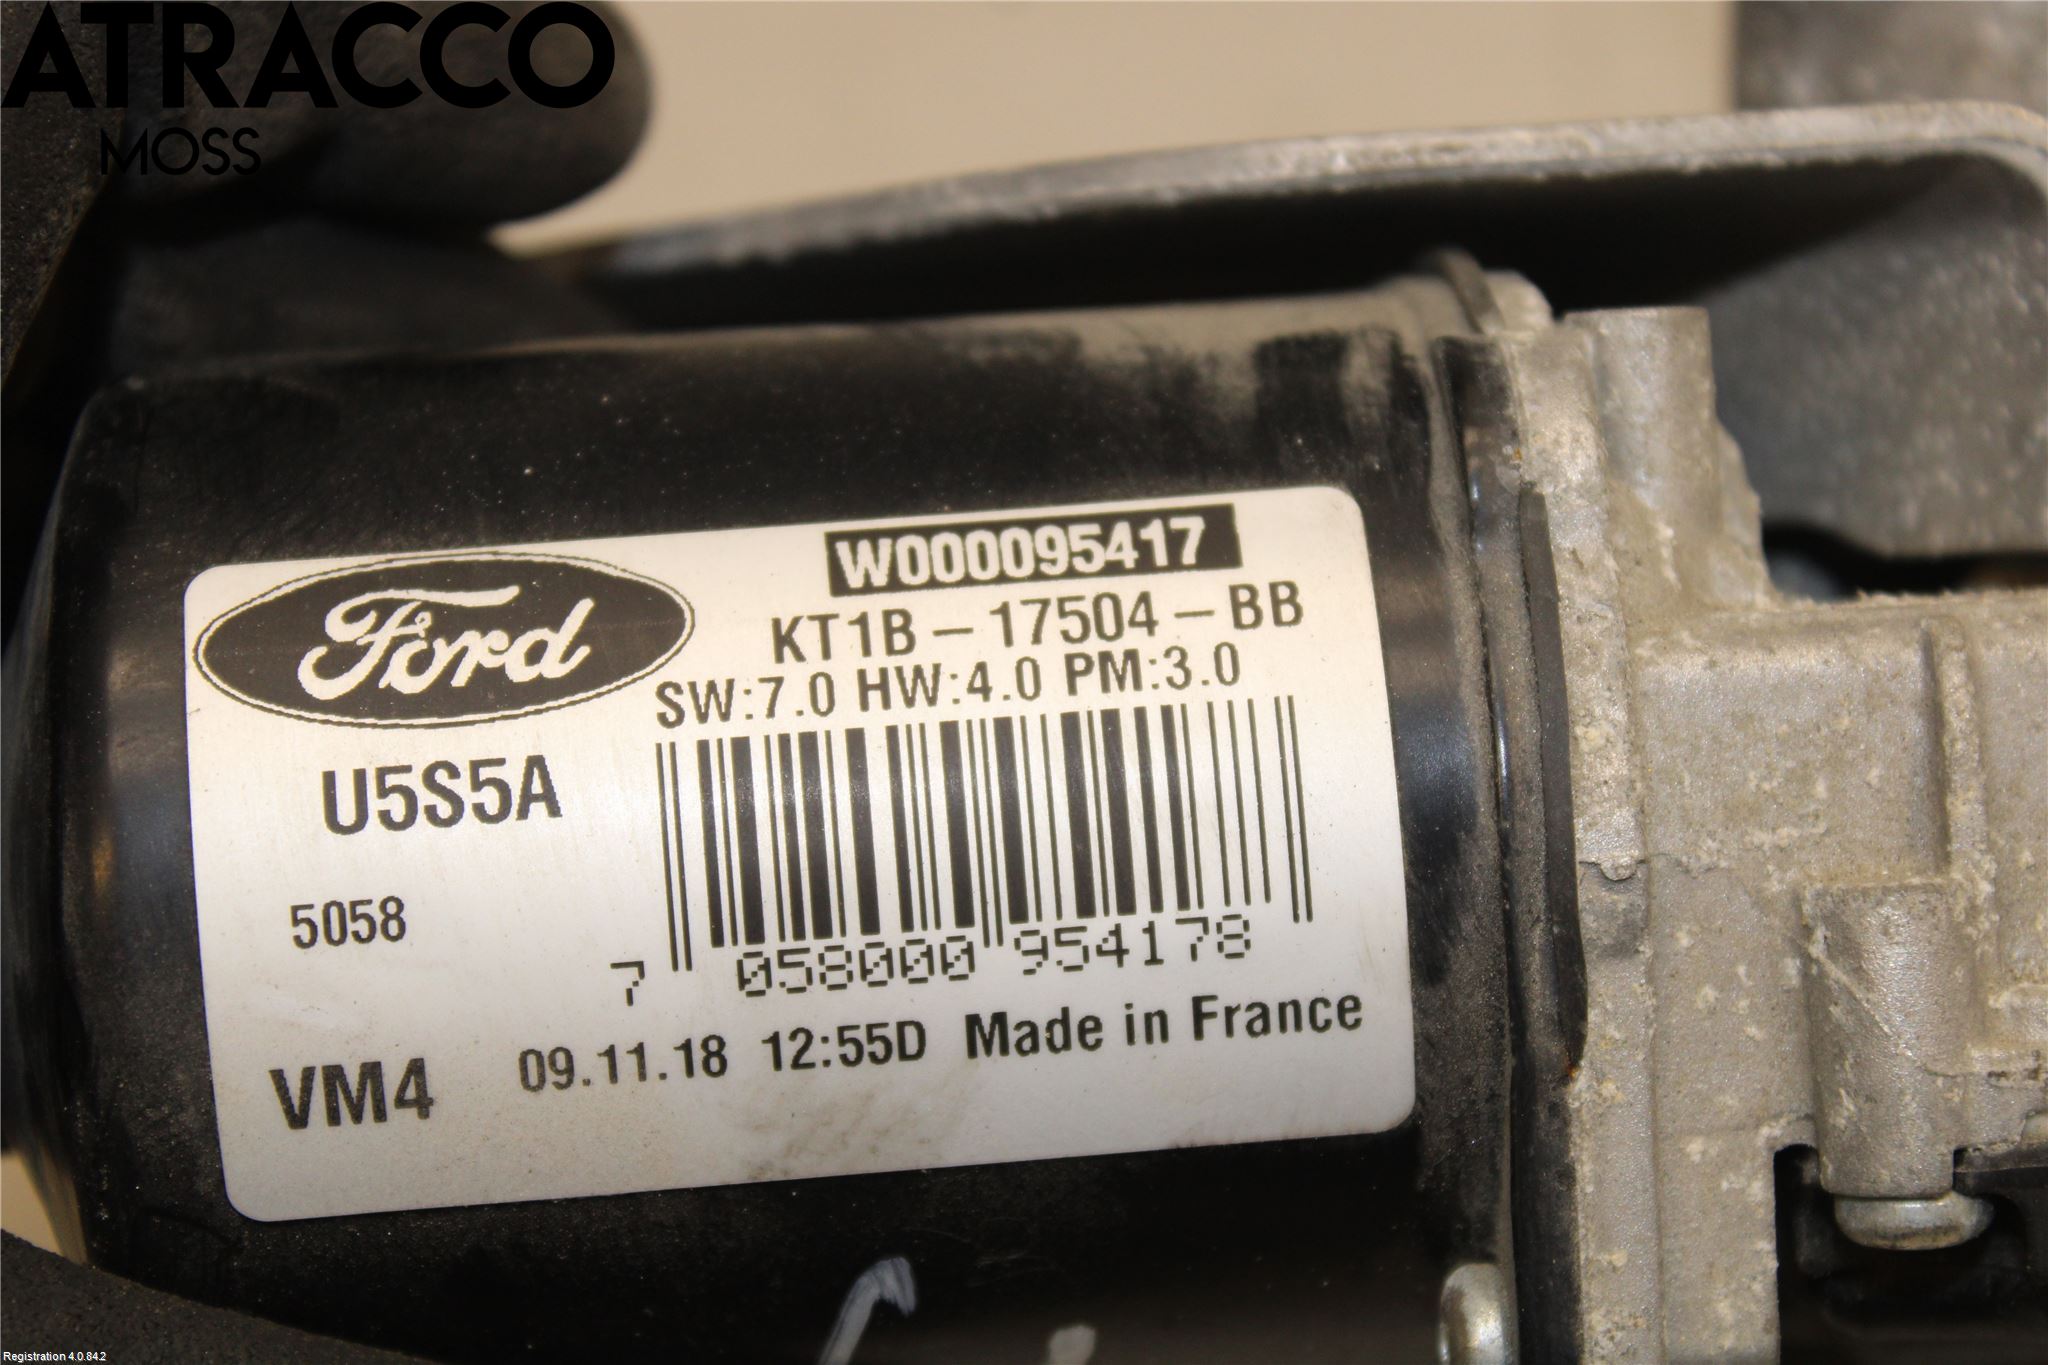 ATRACCO
MOSS
Ford
W000095417
KT1B-17504-BB
SW:7.0 HW:4.0 PM:3.0
U5S5A
5058
7 058000 954178
VM4 09.11.18 12:55D Made in France
Registration 4.0.84.2